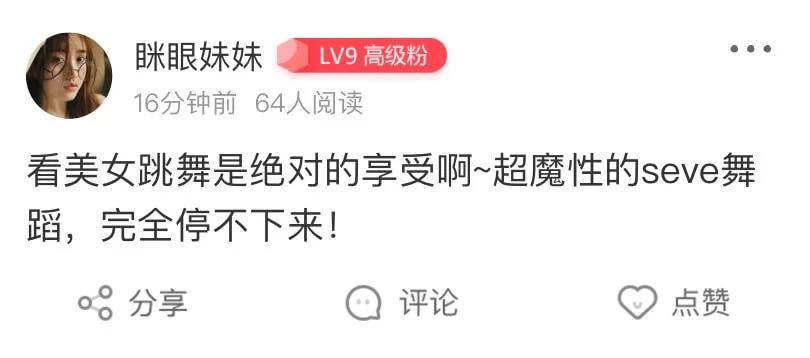 眯眼妹妹 LV9 高级粉
16分钟前 64人阅读
看美女跳舞是绝对的享受啊~超魔性的seve舞
蹈，完全停不下来！
分享 评论 点赞